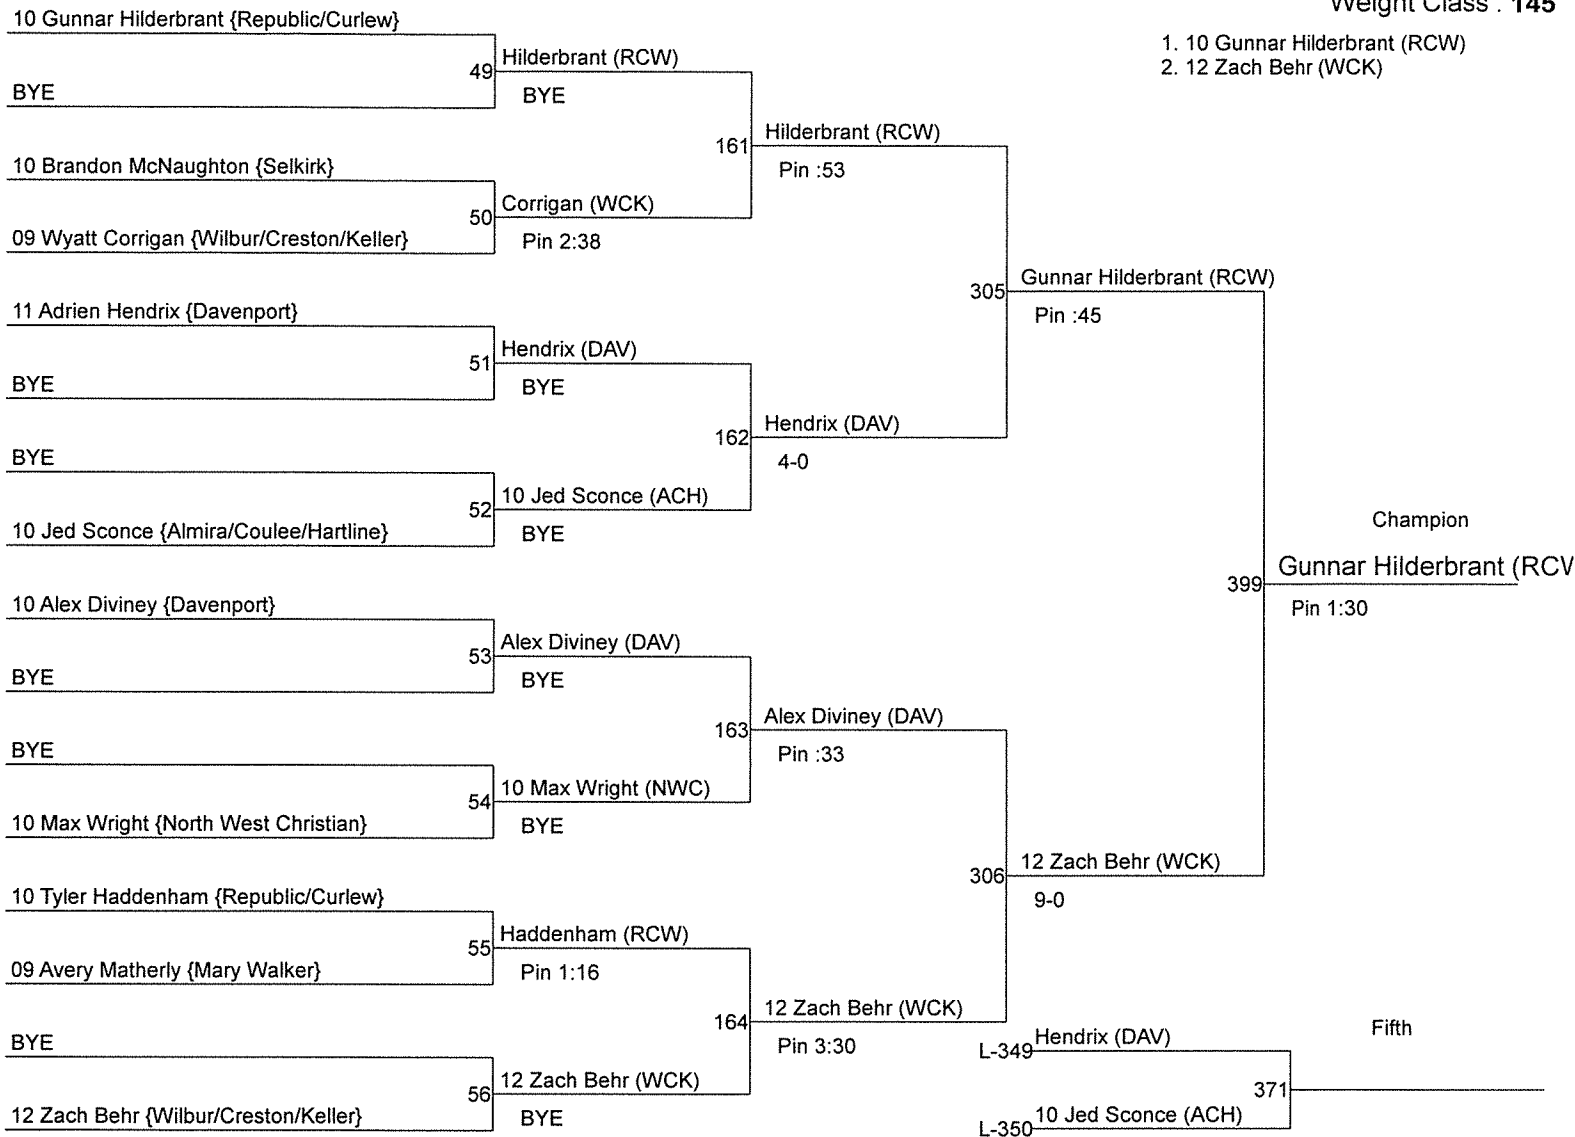 Weight Class : 145
1. 10 Gunnar Hilderbrant (RCW)
2. 12 Zach Behr (WCK)
10 Gunnar Hilderbrant {Republic/Curlew}
49
Hilderbrant (RCW)
BYE
BYE
161
Hilderbrant (RCW)
Pin :53
10 Brandon McNaughton {Selkirk}
50
Corrigan (WCK)
Pin 2:38
09 Wyatt Corrigan {Wilbur/Creston/Keller}
305
Gunnar Hilderbrant (RCW)
Pin :45
11 Adrien Hendrix {Davenport}
51
Hendrix (DAV)
BYE
BYE
162
Hendrix (DAV)
4-0
BYE
52
10 Jed Sconce (ACH)
BYE
10 Jed Sconce {Almira/Coulee/Hartline}
Champion
399
Gunnar Hilderbrant (RCW
Pin 1:30
10 Alex Diviney {Davenport}
53
Alex Diviney (DAV)
BYE
BYE
163
Alex Diviney (DAV)
Pin :33
BYE
54
10 Max Wright (NWC)
BYE
10 Max Wright {North West Christian}
306
12 Zach Behr (WCK)
9-0
10 Tyler Haddenham {Republic/Curlew}
55
Haddenham (RCW)
Pin 1:16
09 Avery Matherly {Mary Walker}
164
12 Zach Behr (WCK)
Pin 3:30
BYE
56
12 Zach Behr (WCK)
BYE
12 Zach Behr {Wilbur/Creston/Keller}
Fifth
L-349
Hendrix (DAV)
371
L-350
10 Jed Sconce (ACH)